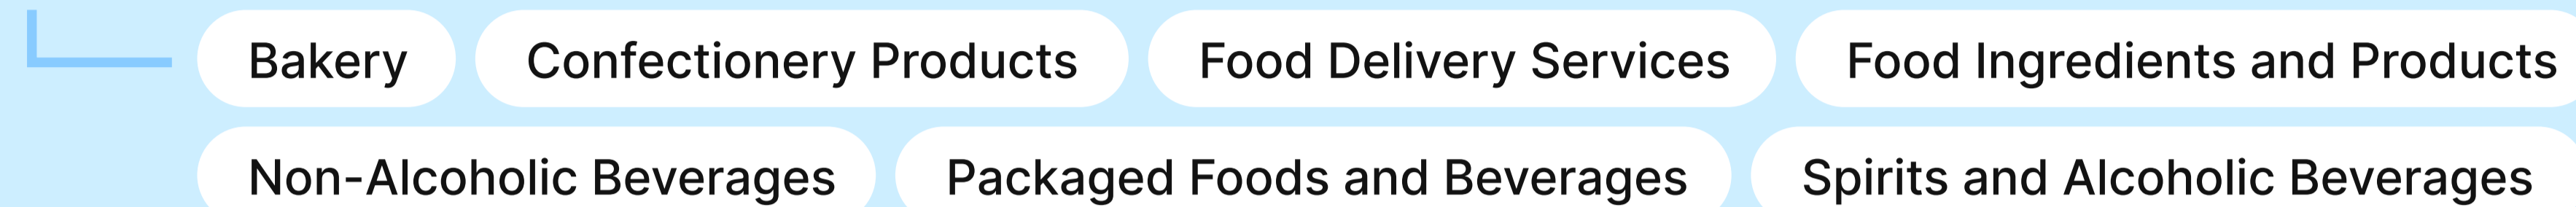 Bakery Confectionery Products Food Delivery Services Food Ingredients and Products
Non-Alcoholic Beverages Packaged Foods and Beverages Spirits and Alcoholic Beverages